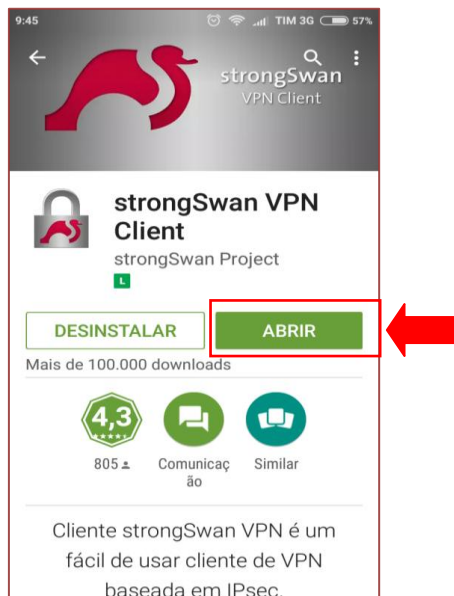 9:45 TIM 3G 57%
strongSwan
VPN Client
strongSwan VPN
Client
strongSwan Project
L
DESINSTALAR ABRIR
Mais de 100.000 downloads
4,3
805 Comunicaç Similar
ão
Cliente strongSwan VPN é um
fácil de usar cliente de VPN
baseada em IPsec.